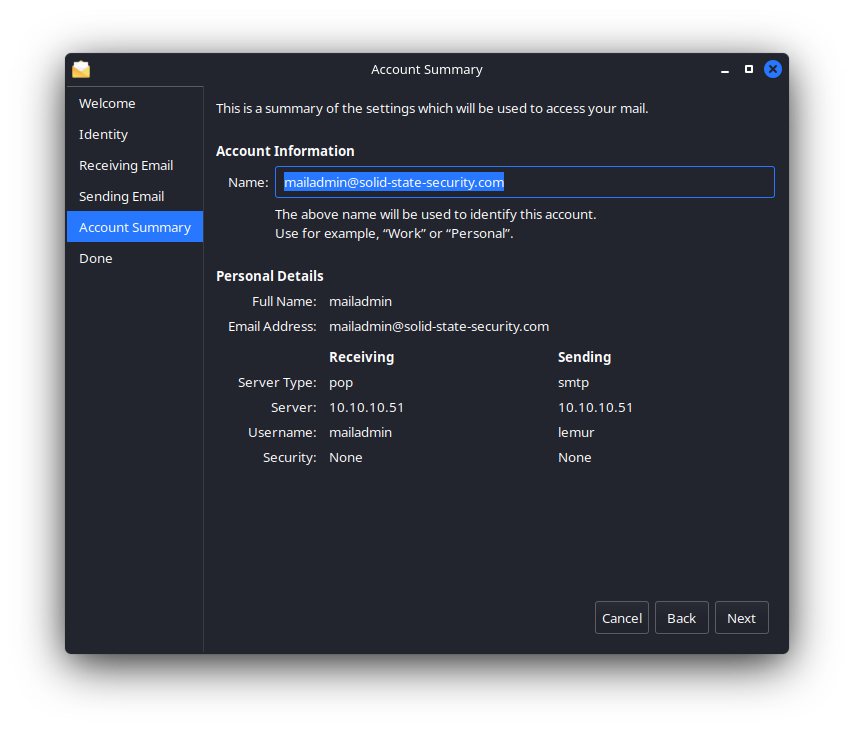 Account Summary
Welcome
Identity
Receiving Email
Sending Email
Account Summary
Done
This is a summary of the settings which will be used to access your mail.
Account Information
Name: mailadmin@solid-state-security.com
The above name will be used to identify this account.
Use for example, “Work” or “Personal”.
Personal Details
Full Name: mailadmin
Email Address: mailadmin@solid-state-security.com
Receiving Sending
Server Type: pop smtp
Server: 10.10.10.51 10.10.10.51
Username: mailadmin lemur
Security: None None
Cancel Back Next